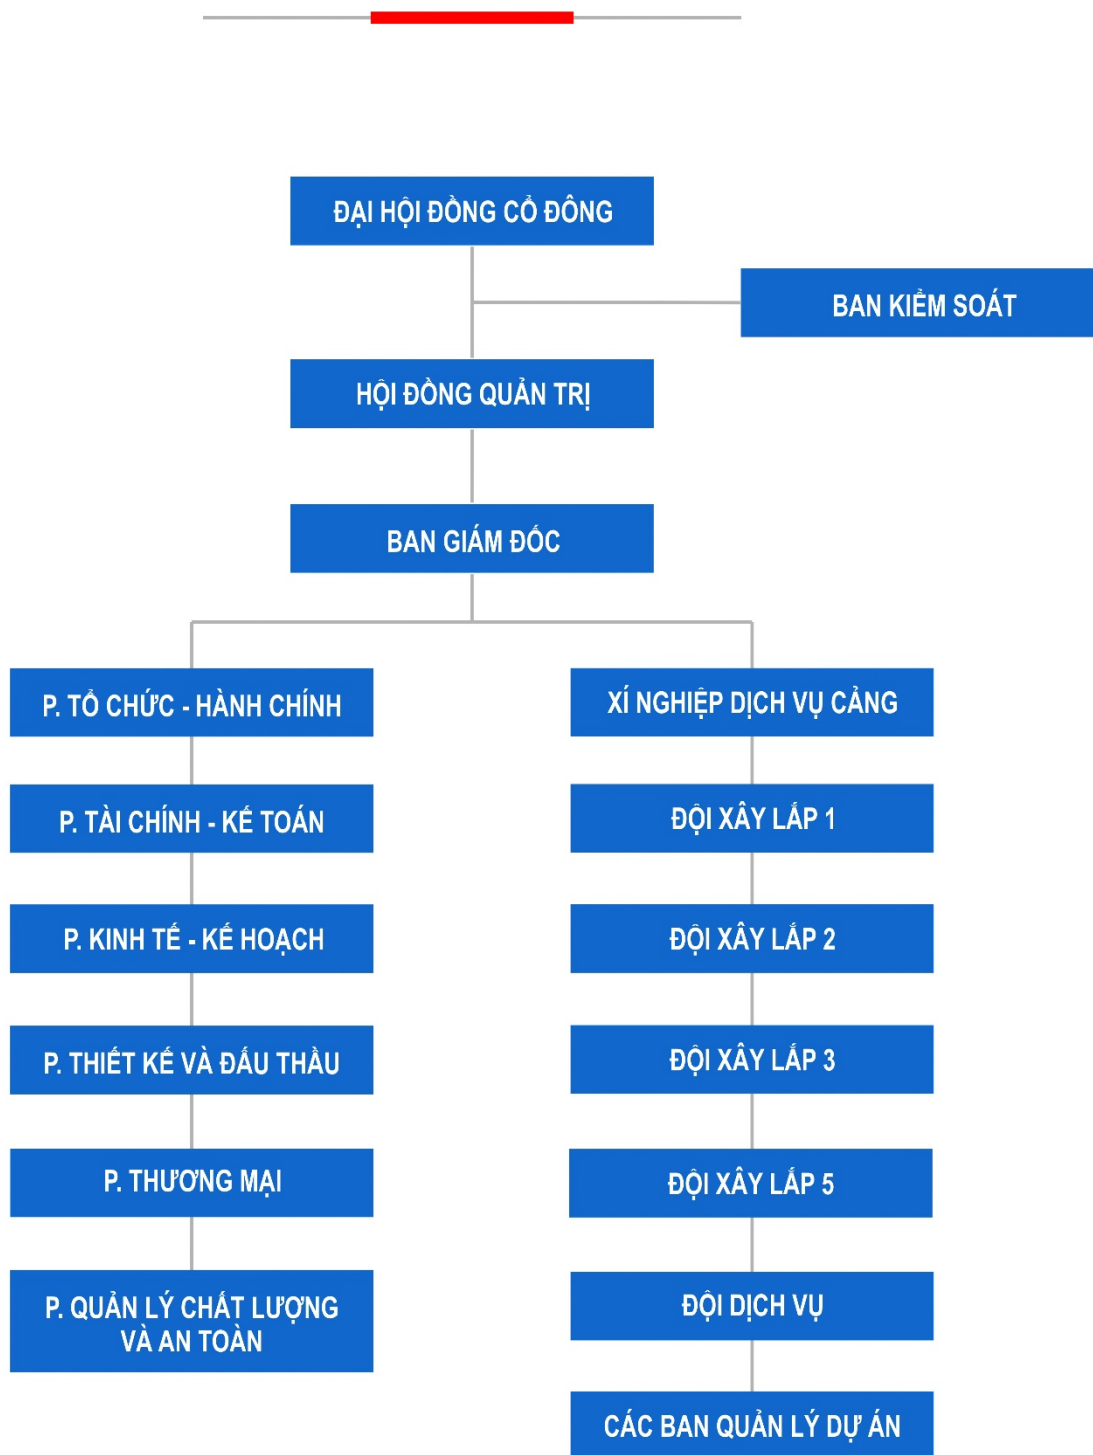 ĐẠI HỘI ĐỒNG CỔ ĐÔNG
BAN KIỂM SOÁT
HỘI ĐỒNG QUẢN TRỊ
BAN GIÁM ĐỐC
P. TỔ CHỨC - HÀNH CHÍNH
P. TÀI CHÍNH - KẾ TOÁN
P. KINH TẾ - KẾ HOẠCH
P. THIẾT KẾ VÀ ĐẤU THẦU
P. THƯƠNG MẠI
P. QUẢN LÝ CHẤT LƯỢNG
VÀ AN TOÀN
XÍ NGHIỆP DỊCH VỤ CẢNG
ĐỘI XÂY LẮP 1
ĐỘI XÂY LẮP 2
ĐỘI XÂY LẮP 3
ĐỘI XÂY LẮP 5
ĐỘI DỊCH VỤ
CÁC BAN QUẢN LÝ DỰ ÁN